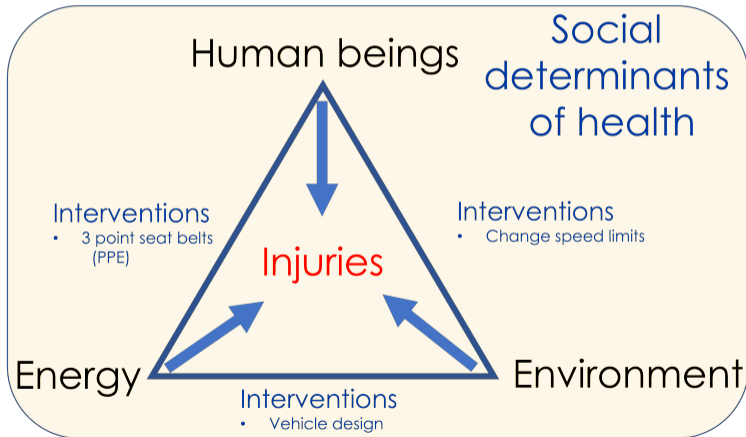 Social
determinants
of health
Human beings
Interventions
• 3 point seat belts
(PPE)
Interventions
• Change speed limits
Injuries
Energy
Environment
Interventions
• Vehicle design